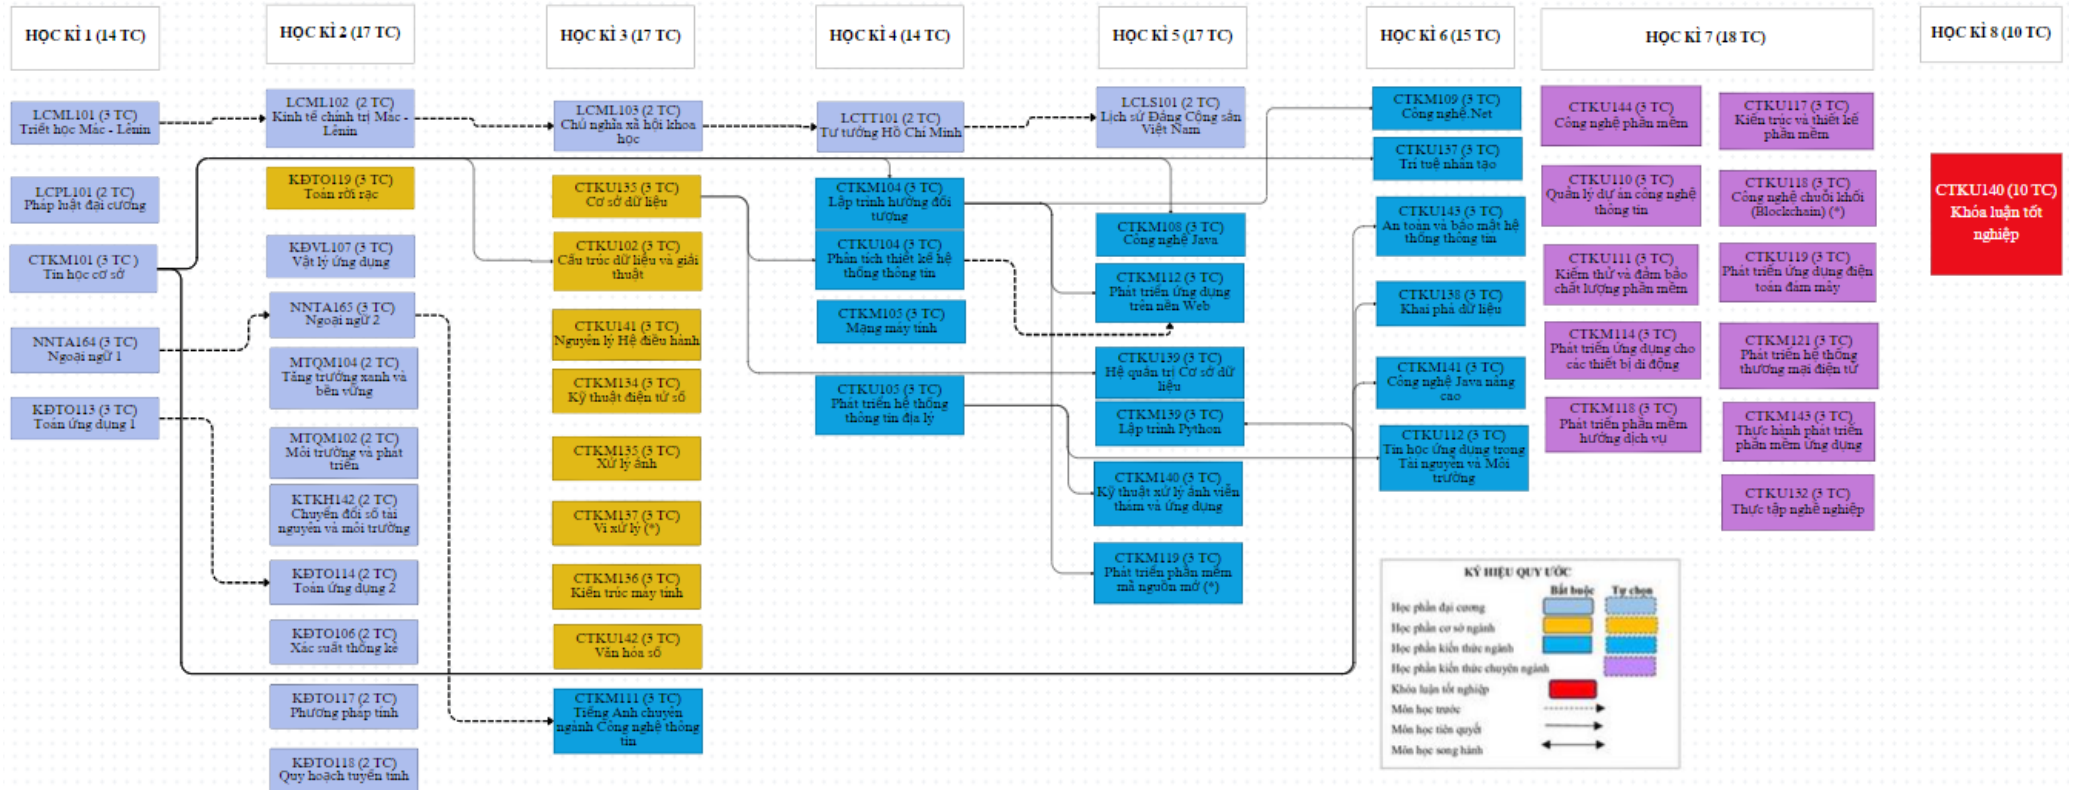 HỌC KÌ 1 (14 TC)
HỌC KÌ 2 (17 TC)
HỌC KÌ 3 (17 TC)
HỌC KÌ 4 (14 TC)
HỌC KÌ 5 (17 TC)
HỌC KÌ 6 (15 TC)
HỌC KÌ 7 (18 TC)
HỌC KÌ 8 (10 TC)
LCML101 (3 TC)
Triết học Mác - Lênin
LCPL101 (2 TC)
Pháp luật đại cương
CTKM101 (3 TC )
Tin học cơ sở
NNTA164 (3 TC)
Ngoại ngữ 1
KĐTO113 (3 TC)
Toán ứng dụng 1
LCML102 (2 TC)
Kinh tế chính trị Mác -
Lênin
KĐTO119 (3 TC)
Toán rời rạc
KĐVL107 (3 TC)
Vật lý ứng dụng
NNTA165 (3 TC)
Ngoại ngữ 2
MTQM104 (2 TC)
Tăng trưởng xanh và
bền vững
MTQM102 (2 TC)
Môi trường và phát
triển
KTKH142 (2 TC)
Chuyển đổi số tài
nguyên và môi trường
KĐTO114 (2 TC)
Toán ứng dụng 2
KĐTO106 (2 TC)
Xác suất thống kê
KĐTO117 (2 TC)
Phương pháp tính
KĐTO118 (2 TC)
Quy hoạch tuyến tính
LCML103 (2 TC)
Chủ nghĩa xã hội khoa
học
CTKU135 (3 TC)
Cơ sở dữ liệu
CTKU102 (3 TC)
Cấu trúc dữ liệu và giải
thuật
CTKU141 (3 TC)
Nguyên lý Hệ điều hành
CTKM134 (3 TC)
Kỹ thuật điện tử số
CTKM135 (3 TC)
Xử lý ảnh
CTKM137 (3 TC)
Vi xử lý (*)
CTKM136 (3 TC)
Kiến trúc máy tính
CTKU142 (3 TC)
Văn hóa số
CTKM111 (3 TC)
Tiếng Anh chuyên
ngành Công nghệ thông
tin
LCTT101 (2 TC)
Tư tưởng Hồ Chí Minh
CTKM104 (3 TC)
Lập trình hướng đối
tượng
CTKU104 (3 TC)
Phân tích thiết kế hệ
thống thông tin
CTKM105 (3 TC)
Mạng máy tính
CTKU105 (3 TC)
Phát triển hệ thống
thông tin địa lý
LCLS101 (2 TC)
Lịch sử Đảng Cộng sản
Việt Nam
CTKM108 (3 TC)
Công nghệ Java
CTKM112 (3 TC)
Phát triển ứng dụng
trên nền Web
CTKU139 (3 TC)
Hệ quản trị Cơ sở dữ
liệu
CTKM139 (3 TC)
Lập trình Python
CTKM140 (3 TC)
Kỹ thuật xử lý ảnh viễn
thám và ứng dụng
CTKM119 (3 TC)
Phát triển phần mềm
mã nguồn mở (*)
CTKM109 (3 TC)
Công nghệ.Net
CTKU137 (3 TC)
Trí tuệ nhân tạo
CTKU143 (3 TC)
An toàn và bảo mật hệ
thống thông tin
CTKU138 (3 TC)
Khai phá dữ liệu
CTKM141 (3 TC)
Công nghệ Java nâng
cao
CTKU112 (3 TC)
Tin học ứng dụng trong
Tài nguyên và Môi
trường
CTKU144 (3 TC)
Công nghệ phần mềm
CTKU110 (3 TC)
Quản lý dự án công nghệ
thông tin
CTKU111 (3 TC)
Kiểm thử và đảm bảo
chất lượng phần mềm
CTKM114 (3 TC)
Phát triển ứng dụng cho
các thiết bị di động
CTKM118 (3 TC)
Phát triển phần mềm
hướng dịch vụ
CTKU117 (3 TC)
Kiến trúc và thiết kế
phần mềm
CTKU118 (3 TC)
Công nghệ chuỗi khối
(Blockchain) (*)
CTKU119 (3 TC)
Phát triển ứng dụng điện
toán đám mây
CTKM121 (3 TC)
Phát triển hệ thống
thương mại điện tử
CTKM143 (3 TC)
Thực hành phát triển
phần mềm ứng dụng
CTKU132 (3 TC)
Thực tập nghề nghiệp
CTKU140 (10 TC)
Khóa luận tốt
nghiệp
KÝ HIỆU QUY ƯỚC
Bắt buộc Tự chọn
Học phần đại cương
Học phần cơ sở ngành
Học phần kiến thức ngành
Học phần kiến thức chuyên ngành
Khóa luận tốt nghiệp
Môn học trước
Môn học tiên quyết
Môn học song hành